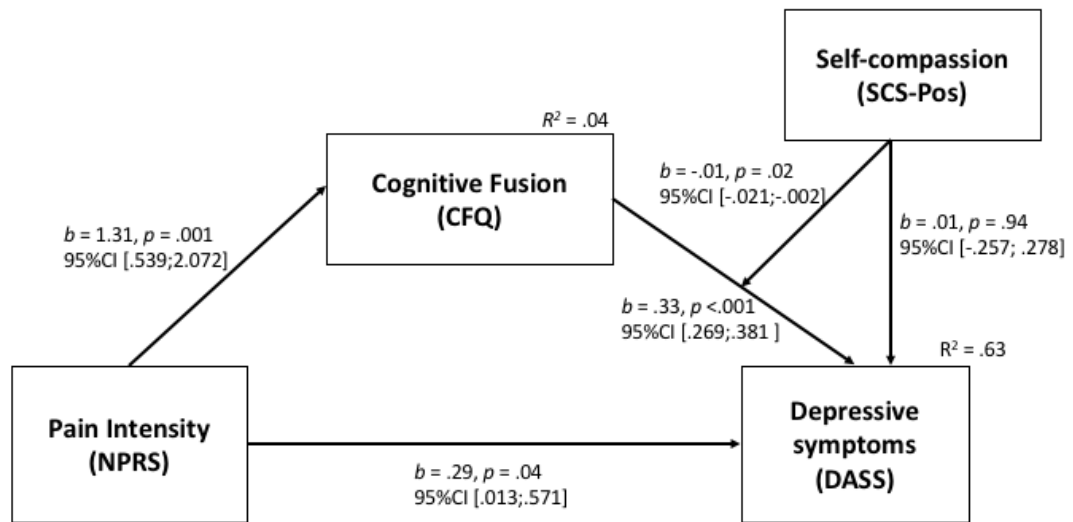 Self-compassion
(SCS-Pos)
R² = .04
Cognitive Fusion
(CFQ)
b = -.01, p = .02
95%CI [-.021;-.002]
b = .01, p = .94
95%CI [-.257; .278]
b = 1.31, p = .001
95%CI [.539;2.072]
b = .33, p <.001
95%CI [.269;.381 ]
R² = .63
Pain Intensity
(NPRS)
Depressive
symptoms
(DASS)
b = .29, p = .04
95%CI [.013;.571]